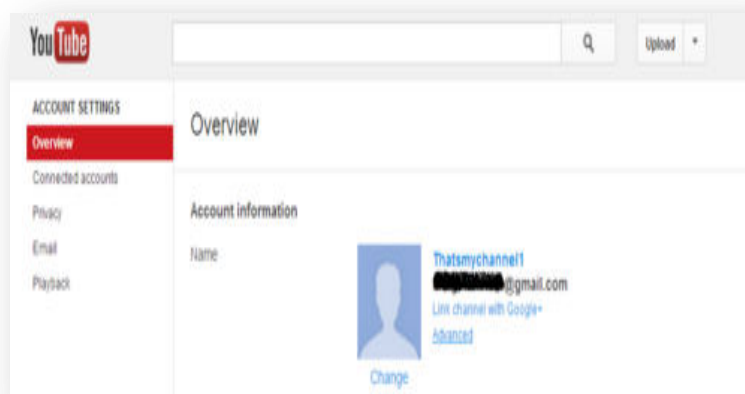 YouTube
Upload
ACCOUNT SETTINGS
Overview
Connected accounts
Privacy
Email
Playback
Overview
Account information
Name
Thatsmychannel1
@gmail.com
Link channel with Google+
Advanced
Change